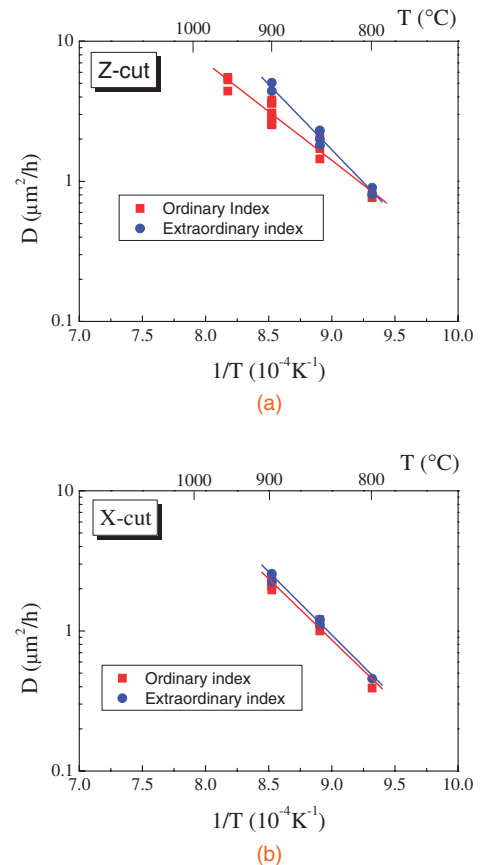 T (°C)
1000 900 800
10
Z-cut
D (μm²/h)
1
Ordinary Index
Extraordinary index
0.1
7.0 7.5 8.0 8.5 9.0 9.5 10.0
1/T (10⁻⁴K⁻¹)
(a)
T (°C)
1000 900 800
10
X-cut
D (μm²/h)
1
Ordinary index
Extraordinary index
0.1
7.0 7.5 8.0 8.5 9.0 9.5 10.0
1/T (10⁻⁴K⁻¹)
(b)